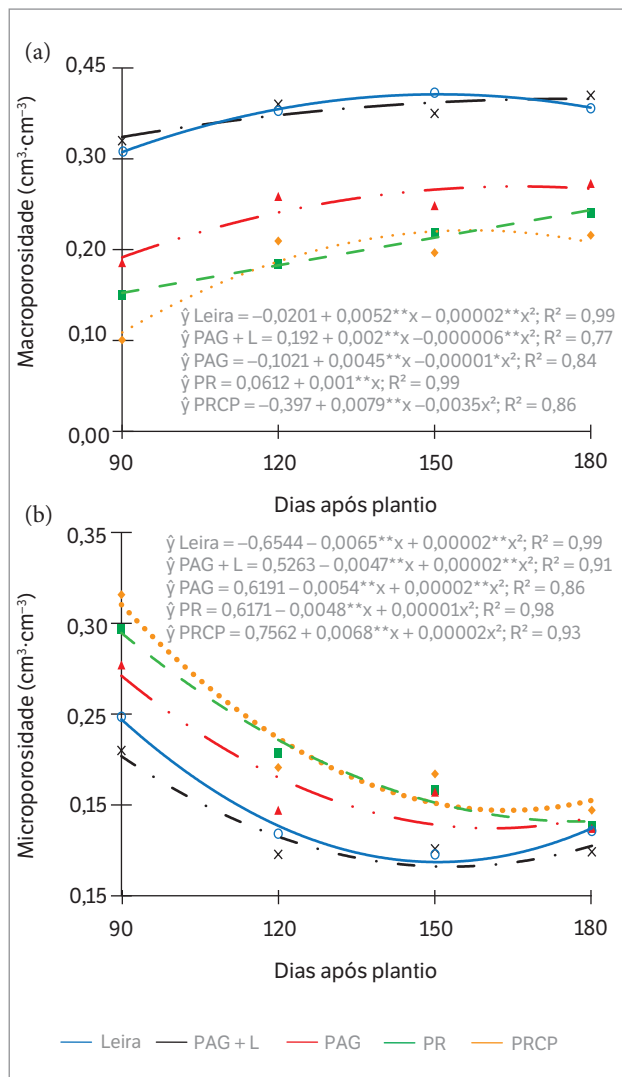 (a)
Macroporosidade (cm³·cm⁻³)
0,45
0,30
0,20
0,10
0,00
ŷ Leira = –0,0201 + 0,0052**x – 0,00002**x²; R² = 0,99
ŷ PAG + L = 0,192 + 0,002**x –0,000006**x²; R² = 0,77
ŷ PAG = –0,1021 + 0,0045**x –0,00001*x²; R² = 0,84
ŷ PR = 0,0612 + 0,001**x; R² = 0,99
ŷ PRCP = –0,397 + 0,0079**x –0,0035x²; R² = 0,86
90 120 150 180
Dias após plantio
(b)
Microporosidade (cm³·cm⁻³)
0,35
0,30
0,25
0,15
0,15
ŷ Leira = –0,6544 – 0,0065**x + 0,00002**x²; R² = 0,99
ŷ PAG + L = 0,5263 –0,0047**x + 0,00002**x²; R² = 0,91
ŷ PAG = 0,6191 –0,0054**x + 0,00002**x²; R² = 0,86
ŷ PR = 0,6171 –0,0048**x + 0,00001x²; R² = 0,98
ŷ PRCP = 0,7562 + 0,0068**x + 0,00002x²; R² = 0,93
90 120 150 180
Dias após plantio
Leira PAG + L PAG PR PRCP